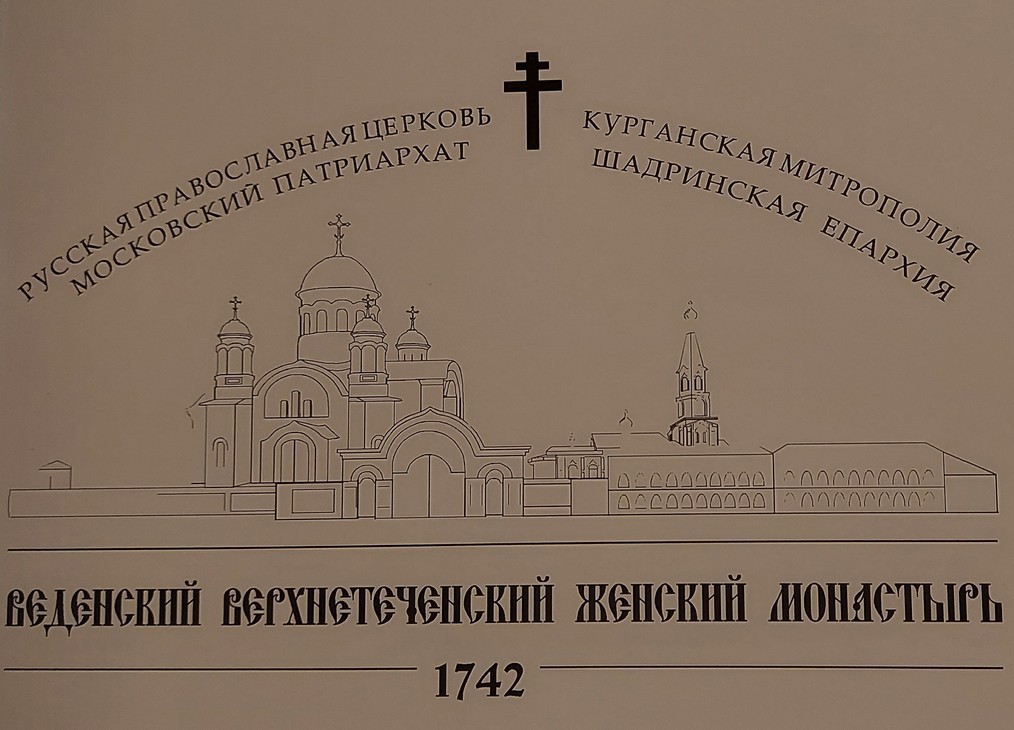 РУССКАЯ ПРАВОСЛАВНАЯ ЦЕРКОВЬ
МОСКОВСКИЙ ПАТРИАРХАТ
КУРГАНСКАЯ МИТРОПОЛИЯ
ШАДРИНСКАЯ ЕПАРХИЯ
ВЕДЕНСКИЙ ВЕРХНЕТЕЧЕНСКИЙ ЖЕНСКИЙ МОНАСТЫРЬ
1742